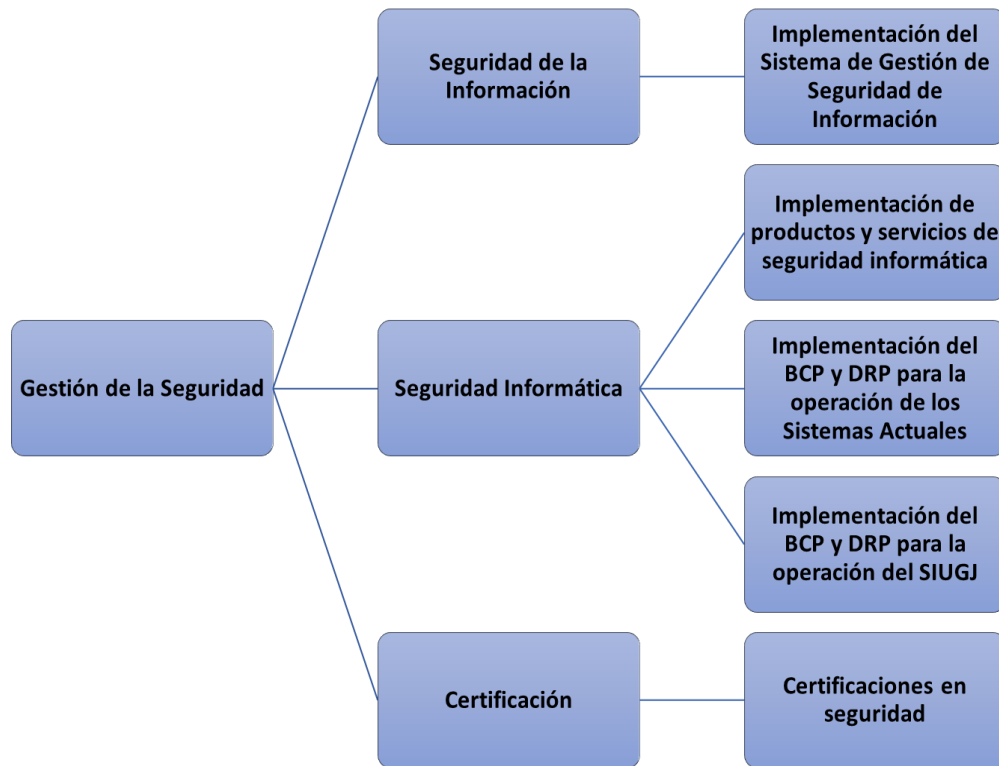 Seguridad de la
Información
Implementación del
Sistema de Gestión de
Seguridad de
Información
Implementación de
productos y servicios de
seguridad informática
Gestión de la Seguridad
Seguridad Informática
Implementación del
BCP y DRP para la
operación de los
Sistemas Actuales
Implementación del
BCP y DRP para la
operación del SIUGJ
Certificación
Certificaciones en
seguridad